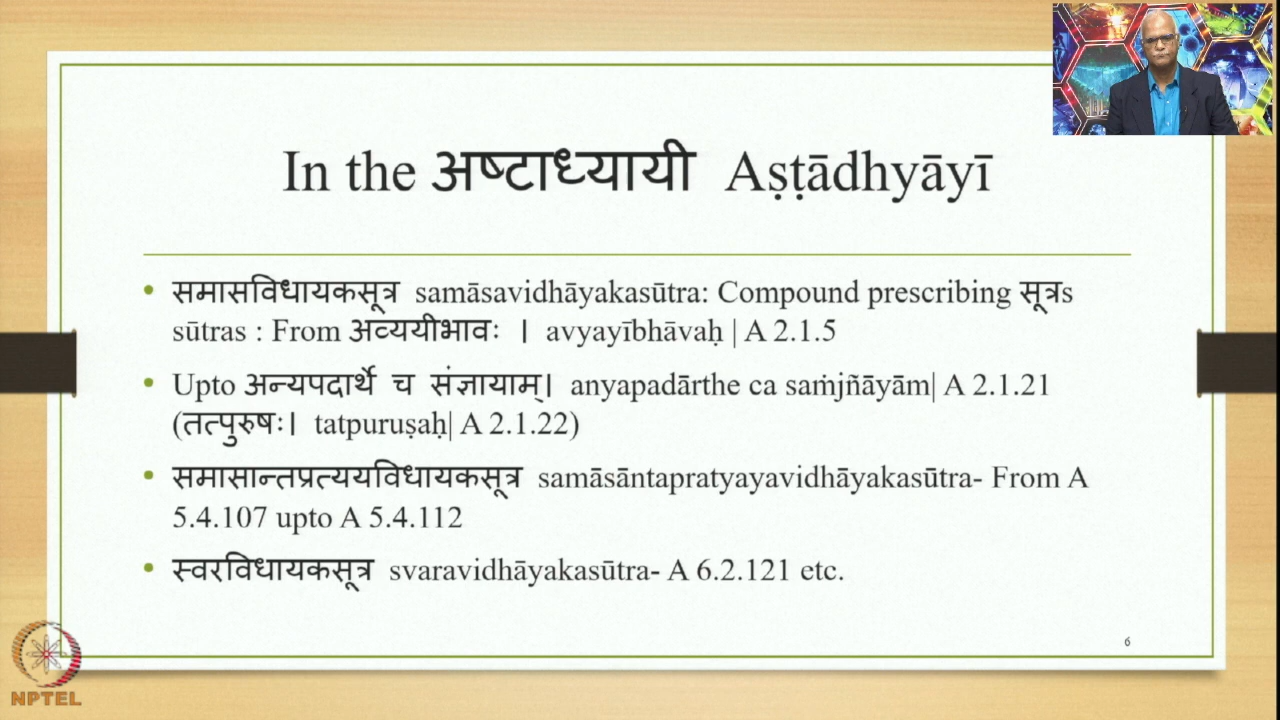 In the अष्टाध्यायी Aṣṭādhyāyī
• समासविधायकसूत्र samāsavidhāyakasūtra: Compound prescribing सूत्रs
sūtras : From अव्ययीभावः । avyayībhāvaḥ | A 2.1.5
• Upto अन्यपदार्थे च संज्ञायाम्। anyapadārthe ca saṁjñāyām| A 2.1.21
(तत्पुरुषः। tatpuruṣaḥ| A 2.1.22)
• समासान्तप्रत्ययविधायकसूत्र samāsāntapratyayavidhāyakasūtra- From A
5.4.107 upto A 5.4.112
• स्वरविधायकसूत्र svaravidhāyakasūtra- A 6.2.121 etc.
6
NPTEL